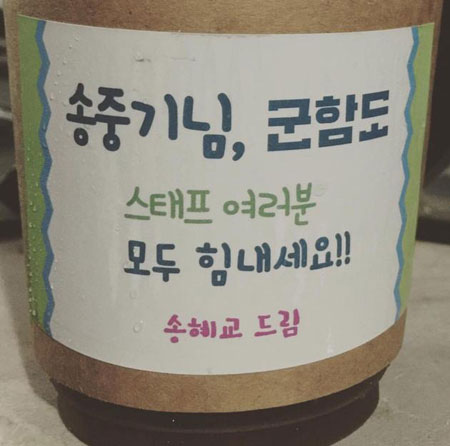 송중기님, 군함도
스태프 여러분
모두 힘내세요!!
송혜교 드림